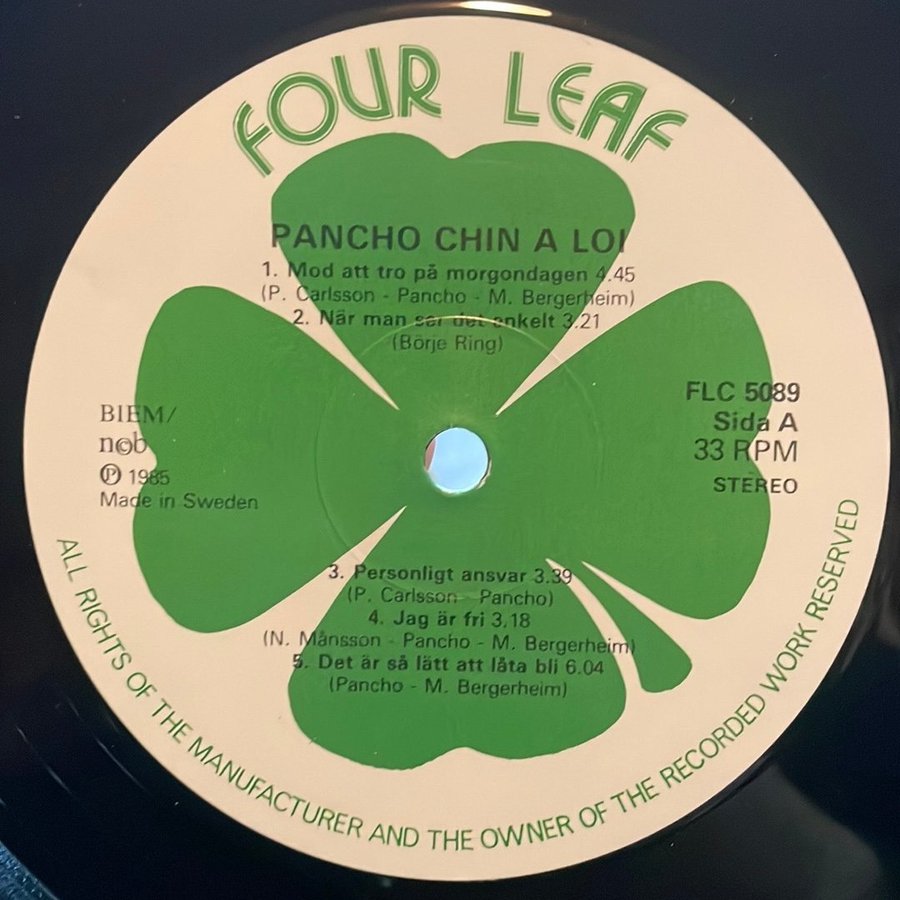 FOUR LEAF
PANCHO CHIN A LOI
1. Mod att tro på morgondagen 4.45
(P. Carlsson - Pancho - M. Bergerheim)
2. När man ser det enkelt 3.21
(Börje Ring)
BIEM/
n©b
Ⓟ 1985
Made in Sweden
FLC 5089
Sida A
33 RPM
STEREO
3. Personligt ansvar 3.39
(P. Carlsson - Pancho)
4. Jag är fri 3,18
(N. Månsson - Pancho - M. Bergerheim)
5. Det är så lätt att låta bli 6.04
(Pancho - M. Bergerheim)
ALL RIGHTS OF THE MANUFACTURER AND THE OWNER OF THE RECORDED WORK RESERVED